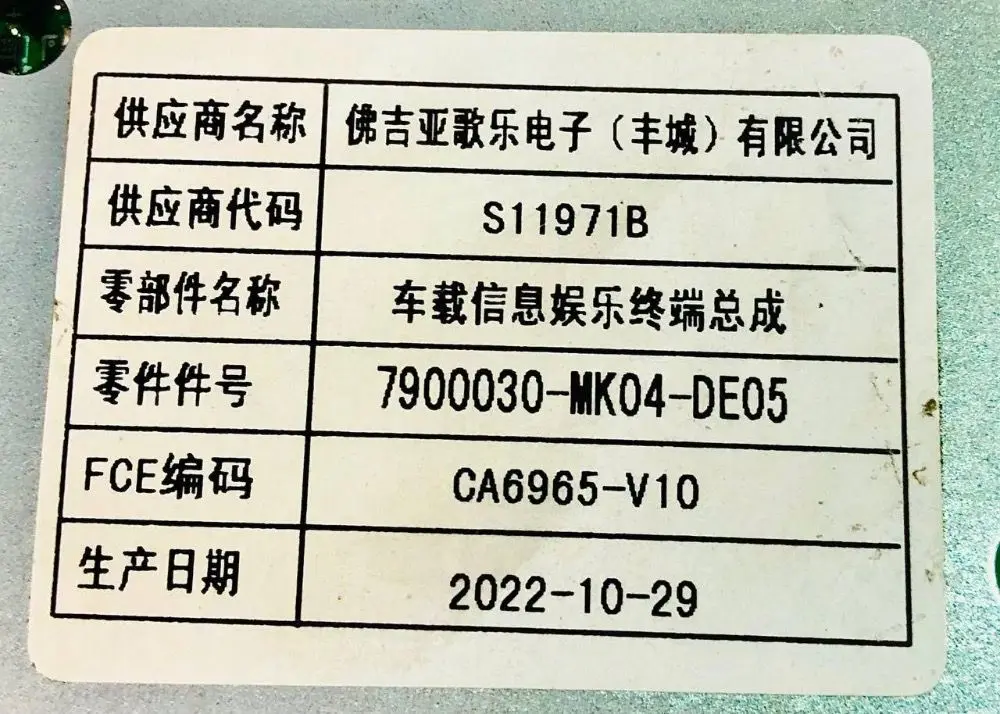 供应商名称 佛吉亚歌乐电子（丰城）有限公司
供应商代码 S11971B
零部件名称 车载信息娱乐终端总成
零件件号 7900030-MK04-DE05
FCE编码 CA6965-V10
生产日期 2022-10-29